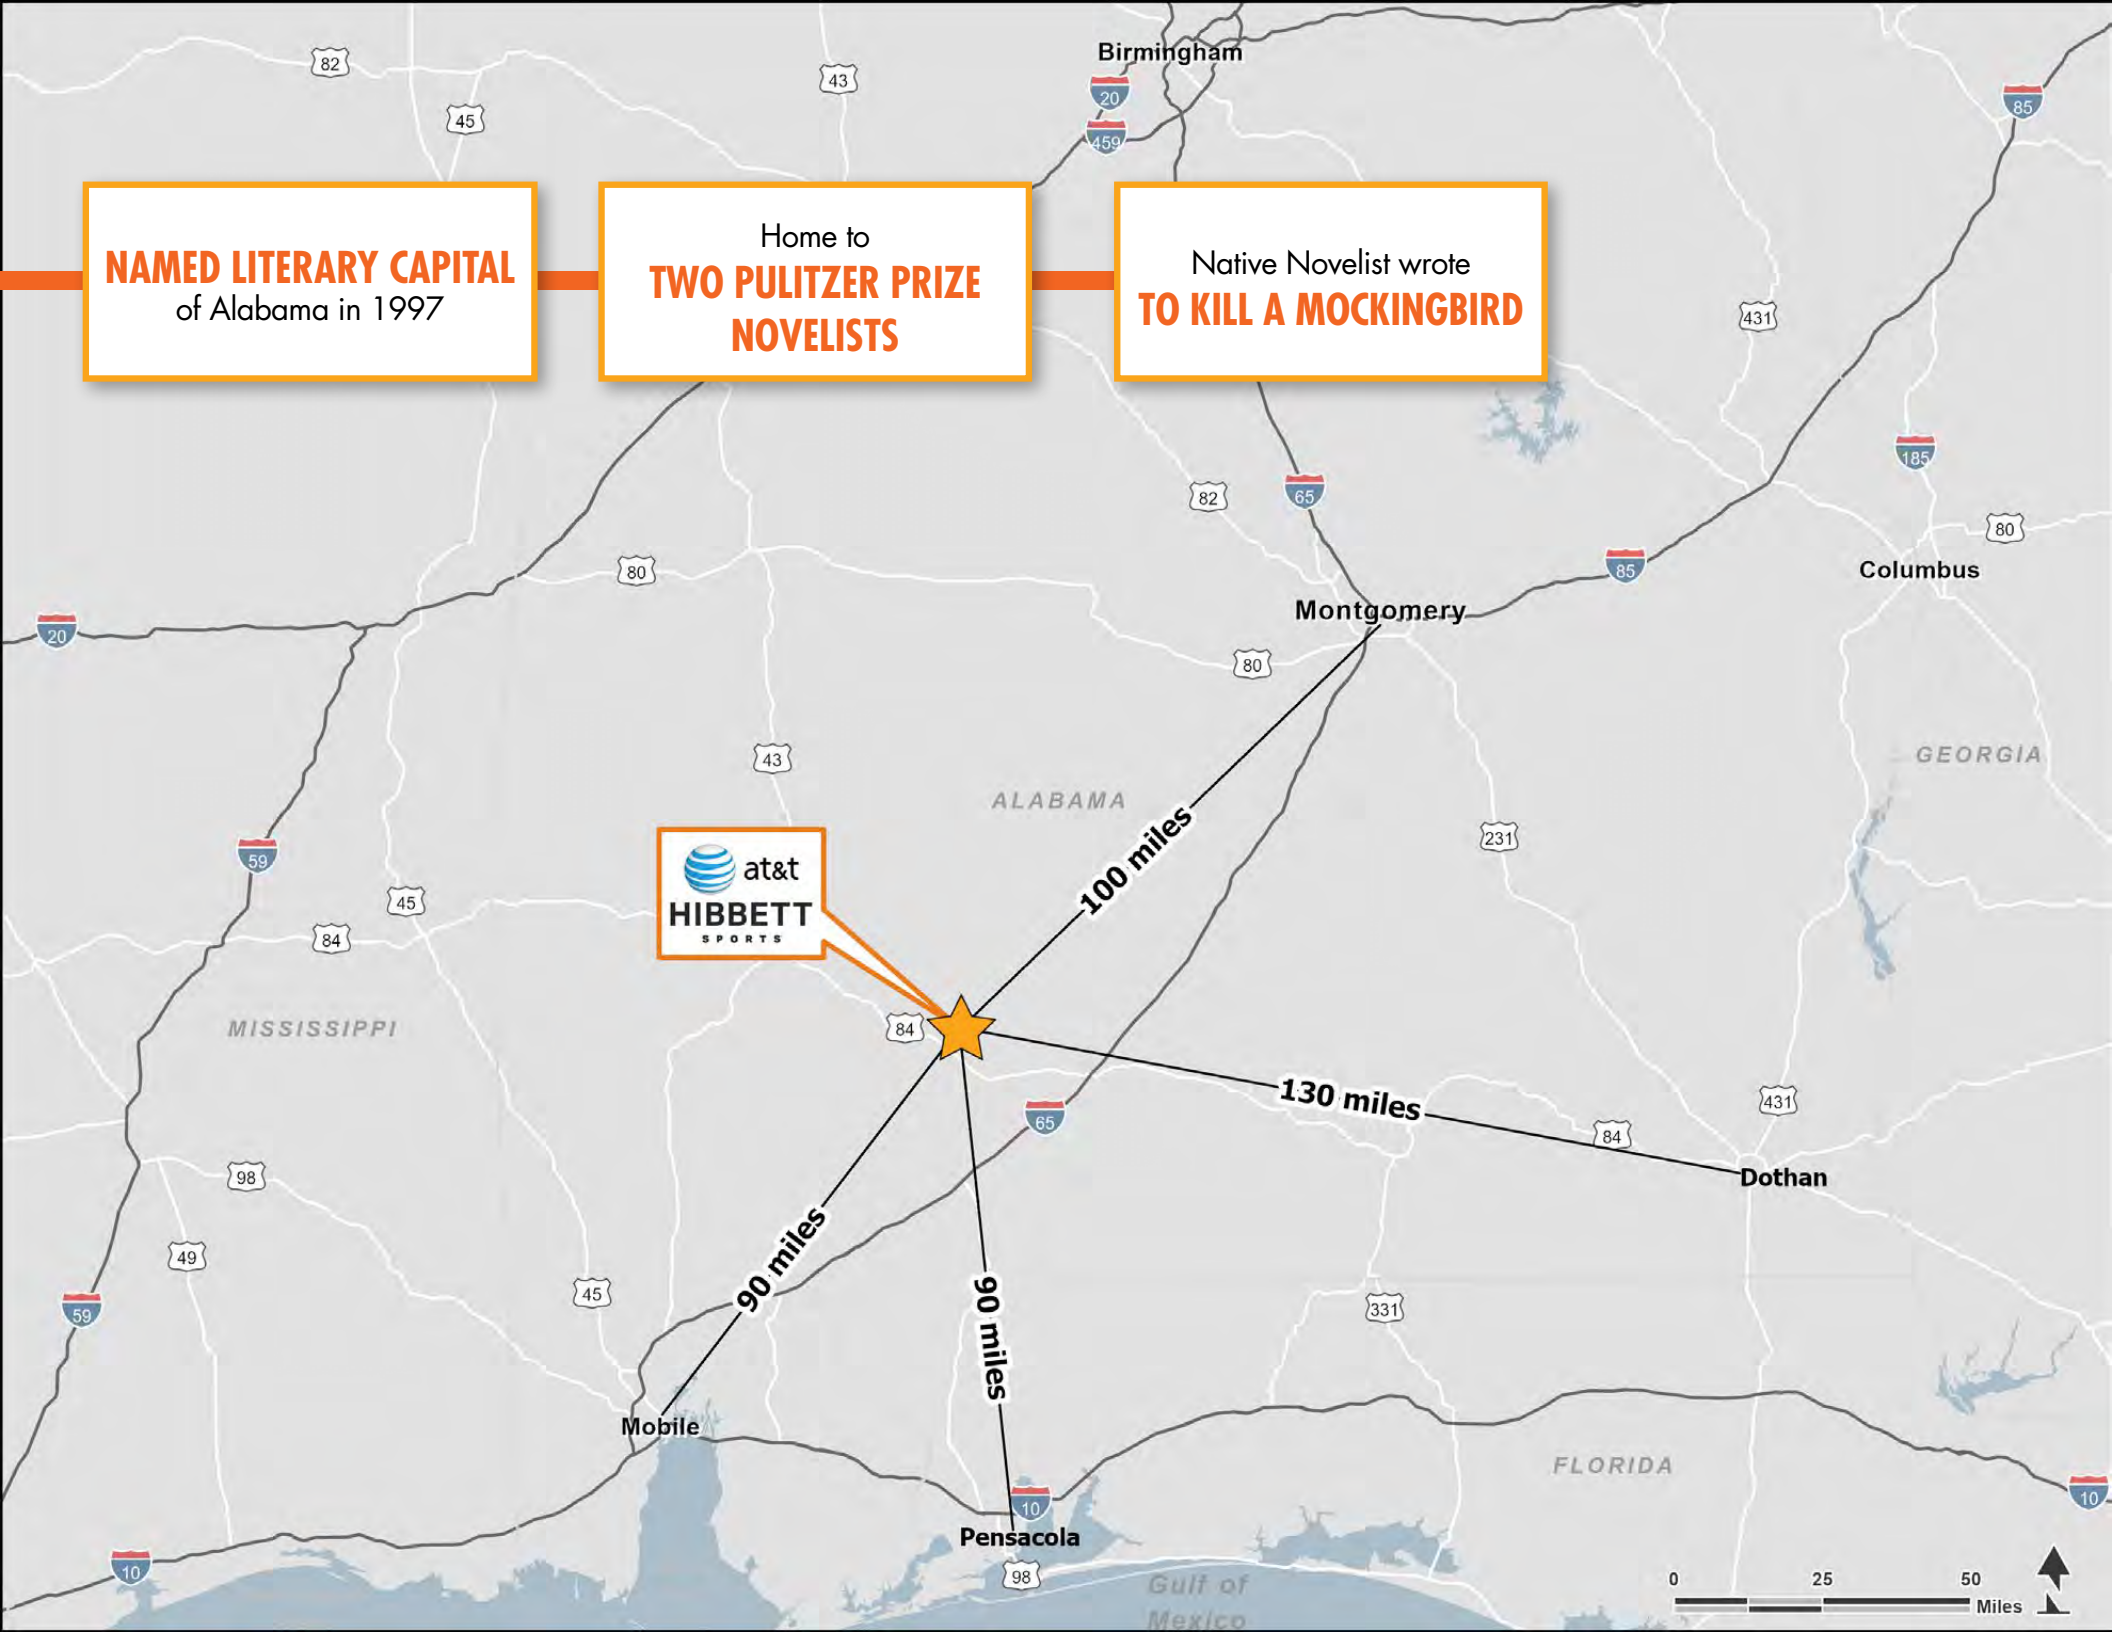 Birmingham
82
43
20
85
45
459
NAMED LITERARY CAPITAL
of Alabama in 1997
Home to
TWO PULITZER PRIZE
NOVELISTS
Native Novelist wrote
TO KILL A MOCKINGBIRD
431
185
82
65
80
80
85
Columbus
Montgomery
20
80
43
GEORGIA
ALABAMA
100 miles
231
59
at&t
HIBBETT
SPORTS
45
84
MISSISSIPPI
84
130 miles
431
65
84
98
Dothan
90 miles
49
90 miles
45
59
331
Mobile
FLORIDA
10
10
Pensacola
10
98
Gulf of
Mexico
0 25 50
Miles